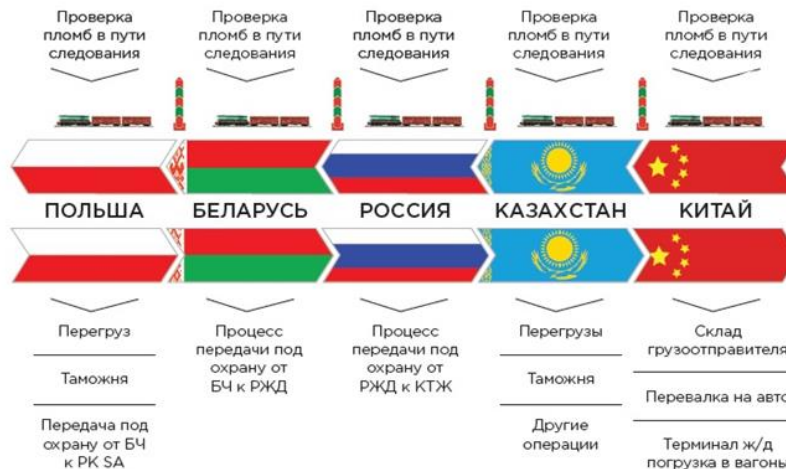 Проверка
пломб в пути
следования
Проверка
пломб в пути
следования
Проверка
пломб в пути
следования
Проверка
пломб в пути
следования
Проверка
пломб в пути
следования
ПОЛЬША
БЕЛАРУСЬ
РОССИЯ
КАЗАХСТАН
КИТАЙ
Перегруз
Таможня
Передача под
охрану от БЧ
к РК SA
Процесс
передачи под
охрану от
БЧ к РЖД
Процесс
передачи под
охрану от
РЖД к КТЖ
Перегрузы
Таможня
Другие
операции
Склад
грузоотправителя
Перевалка на авто
Терминал ж/д
погрузка в вагоны